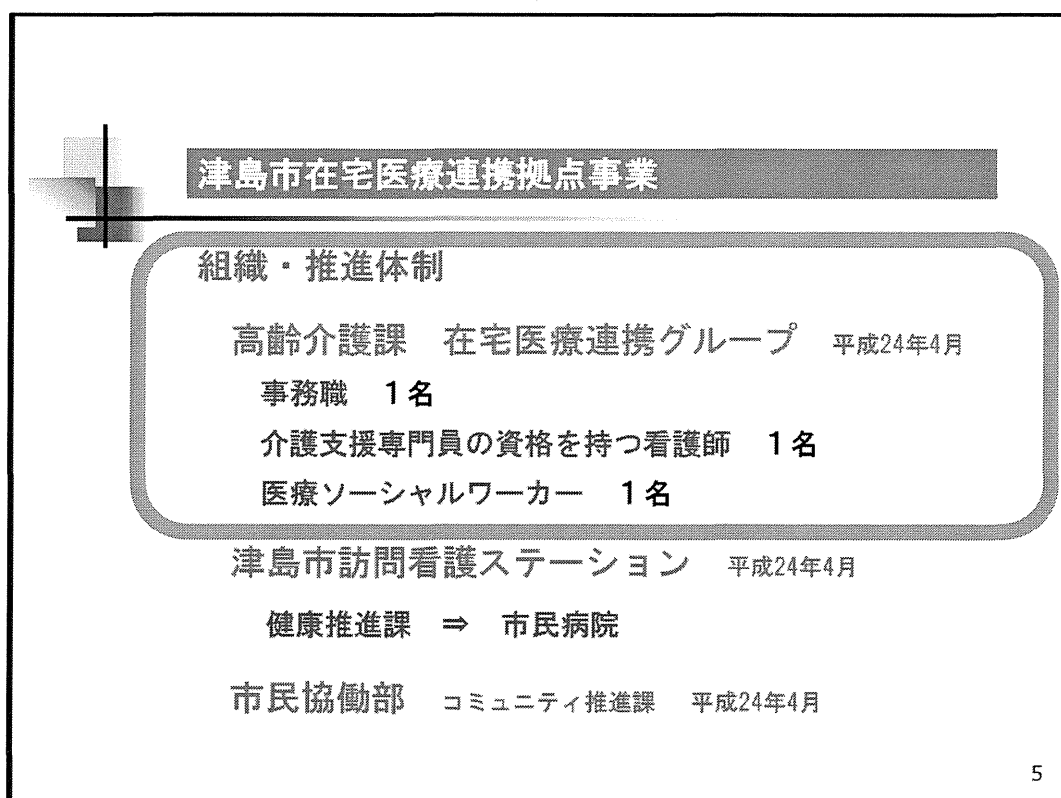 津島市在宅医療連携拠点事業
組織・推進体制
高齢介護課　在宅医療連携グループ　平成24年4月
事務職　1名
介護支援専門員の資格を持つ看護師　1名
医療ソーシャルワーカー　1名
津島市訪問看護ステーション　平成24年4月
健康推進課　⇒　市民病院
市民協働部　コミュニティ推進課　平成24年4月
5